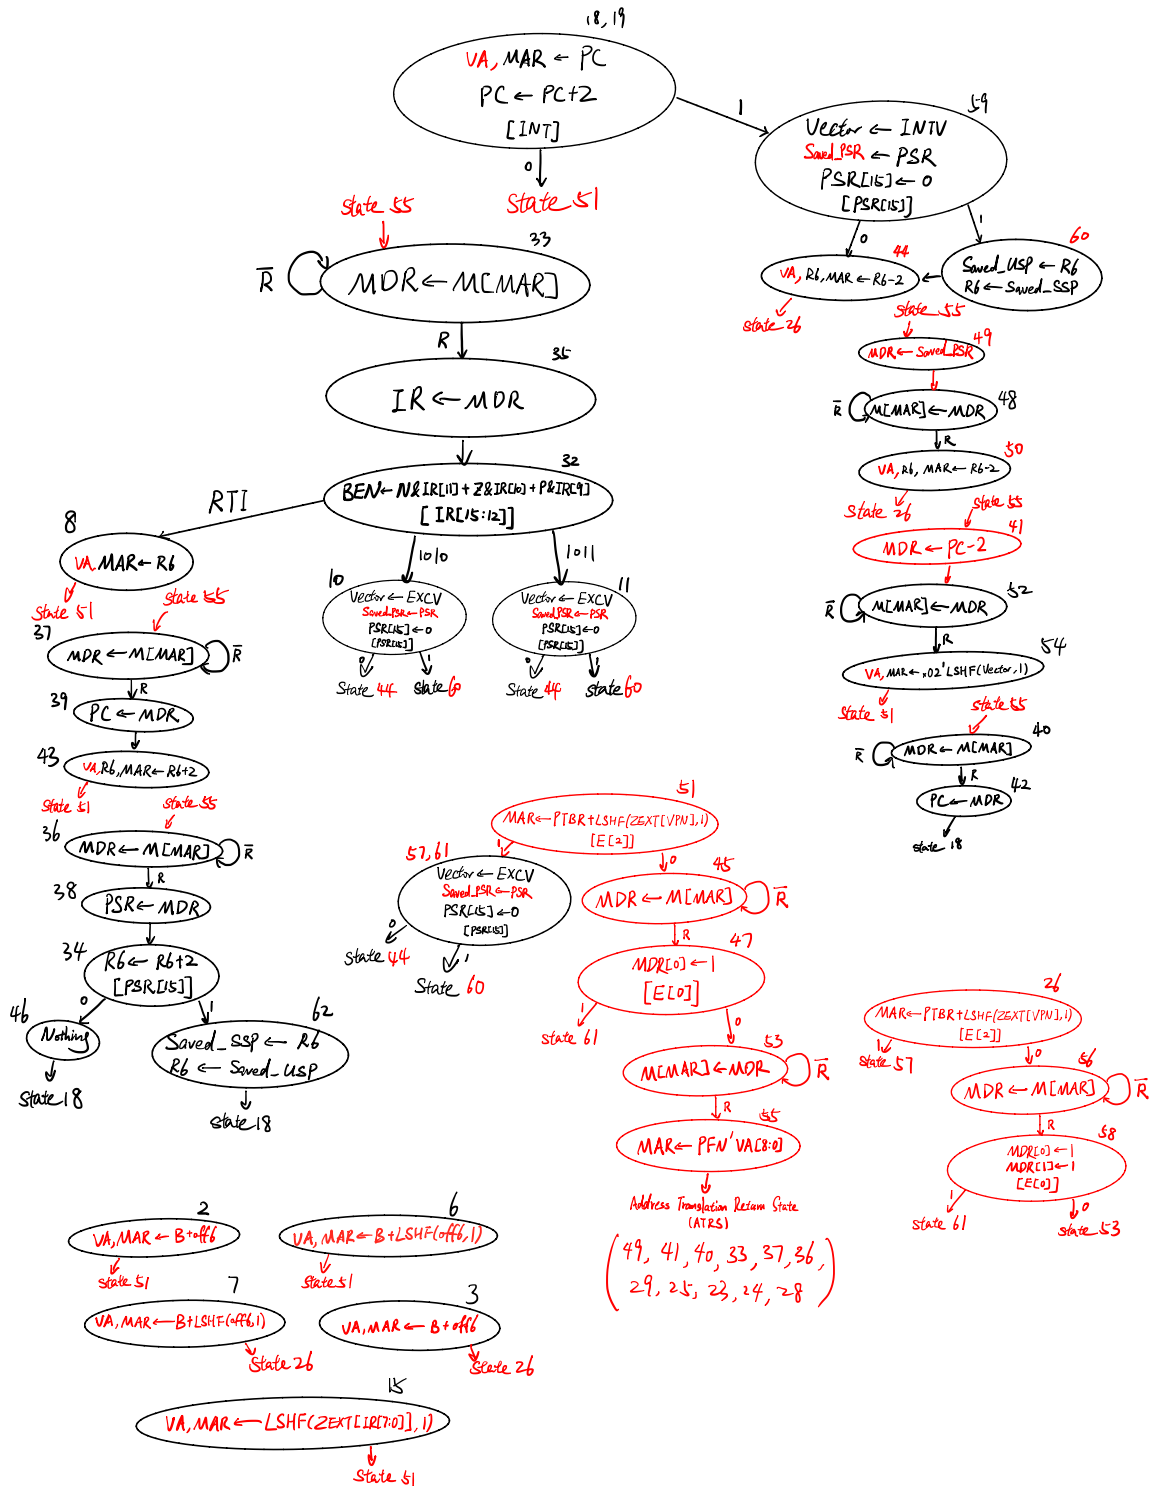 18, 19
VA, MAR ← PC
PC ← PC+2
[INT]
0
1
State 51
59
Vector ← INTV
Saved_PSR ← PSR
PSR[15] ← 0
[PSR[15]]
0
1
44
VA, R6, MAR ← R6-2
State 26
60
Saved_USP ← R6
R6 ← Saved_SSP
State 55
49
MDR ← Saved_PSR
48
M[MAR] ← MDR
R̅
R
50
VA, R6, MAR ← R6-2
State 26
State 55
41
MDR ← PC-2
52
M[MAR] ← MDR
R̅
R
54
VA, MAR ← x02'LSHF(Vector, 1)
State 51
State 55
40
MDR ← M[MAR]
R̅
R
42
PC ← MDR
State 18
State 55
33
MDR ← M[MAR]
R̅
R
35
IR ← MDR
32
BEN ← N&IR[11] + Z&IR[10] + P&IR[9]
[IR[15:12]]
RTI
1010
1011
10
Vector ← EXCV
Saved_PSR ← PSR
PSR[15] ← 0
[PSR[15]]
0
1
State 44
State 60
11
Vector ← EXCV
Saved_PSR ← PSR
PSR[15] ← 0
[PSR[15]]
0
1
State 44
State 60
8
VA, MAR ← R6
State 51
State 55
37
MDR ← M[MAR]
R̅
R
39
PC ← MDR
43
VA, R6, MAR ← R6+2
State 51
State 55
36
MDR ← M[MAR]
R̅
R
38
PSR ← MDR
34
R6 ← R6+2
[PSR[15]]
0
1
46
Nothing
State 18
62
Saved_SSP ← R6
R6 ← Saved_USP
State 18
51
MAR ← PTBR+LSHF(ZEXT[VPN], 1)
[E[2]]
1
0
57, 61
Vector ← EXCV
Saved_PSR ← PSR
PSR[15] ← 0
[PSR[15]]
0
1
State 44
State 60
45
MDR ← M[MAR]
R̅
R
47
MDR[0] ← 1
[E[0]]
1
0
State 61
53
M[MAR] ← MDR
R̅
R
55
MAR ← PFN'VA[8:0]
Address Translation Return State
(ATRS)
(49, 41, 40, 33, 37, 36,
29, 25, 23, 24, 28)
26
MAR ← PTBR+LSHF(ZEXT[VPN], 1)
[E[2]]
1
0
State 57
56
MDR ← M[MAR]
R̅
R
58
MDR[0] ← 1
MDR[1] ← 1
[E[0]]
1
0
State 61
State 53
2
VA, MAR ← B+off6
State 51
6
VA, MAR ← B+LSHF(off6, 1)
State 51
7
VA, MAR ← B+LSHF(off6, 1)
State 26
3
VA, MAR ← B+off6
State 26
15
VA, MAR ← LSHF(ZEXT[IR[7:0]], 1)
State 51